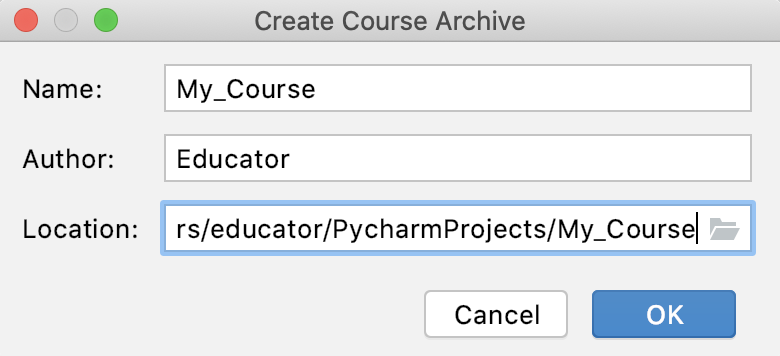 Create Course Archive
Name: My_Course
Author: Educator
Location: rs/educator/PycharmProjects/My_Course
Cancel OK